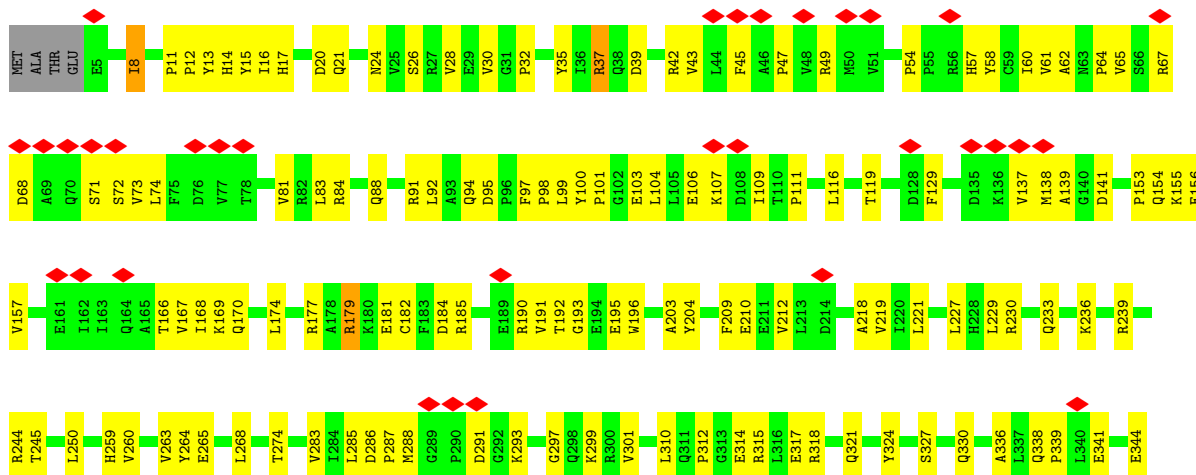 MET ALA THR GLU E5 I8 P11 P12 Y13 H14 Y15 I16 H17 D20 Q21 N24 V25 S26 R27 V28 E29 V30 G31 P32 Y35 I36 R37 Q38 D39 R42 V43 L44 F45 A46 P47 V48 R49 M50 V51 P54 P55 R56 H57 Y58 C59 I60 V61 A62 N63 P64 V65 S66 R67
D68 A69 Q70 S71 S72 V73 L74 F75 D76 V77 T78 V81 R82 L83 R84 Q88 R91 L92 A93 Q94 D95 P96 F97 P98 L99 Y100 P101 G102 E103 L104 L105 E106 K107 D108 I109 T110 P111 L116 T119 D128 F129 D135 K136 V137 M138 A139 G140 D141 P153 Q154 K155 E156
V157 E161 I162 I163 Q164 A165 T166 V167 I168 K169 Q170 L174 R177 A178 R179 K180 E181 C182 F183 D184 R185 E189 R190 V191 T192 G193 E194 E195 W196 A203 Y204 F209 E210 E211 V212 L213 D214 A218 V219 I220 L221 L227 H228 L229 R230 Q233 K236 R239
R244 T245 L250 H259 V260 V263 Y264 E265 L268 T274 V283 I284 L285 D286 P287 M288 G289 P290 D291 G292 K293 G297 Q298 K299 R300 V301 L310 Q311 P312 G313 E314 R315 L316 E317 R318 Q321 Y324 S327 Q330 A336 L337 Q338 P339 L340 E341 E344